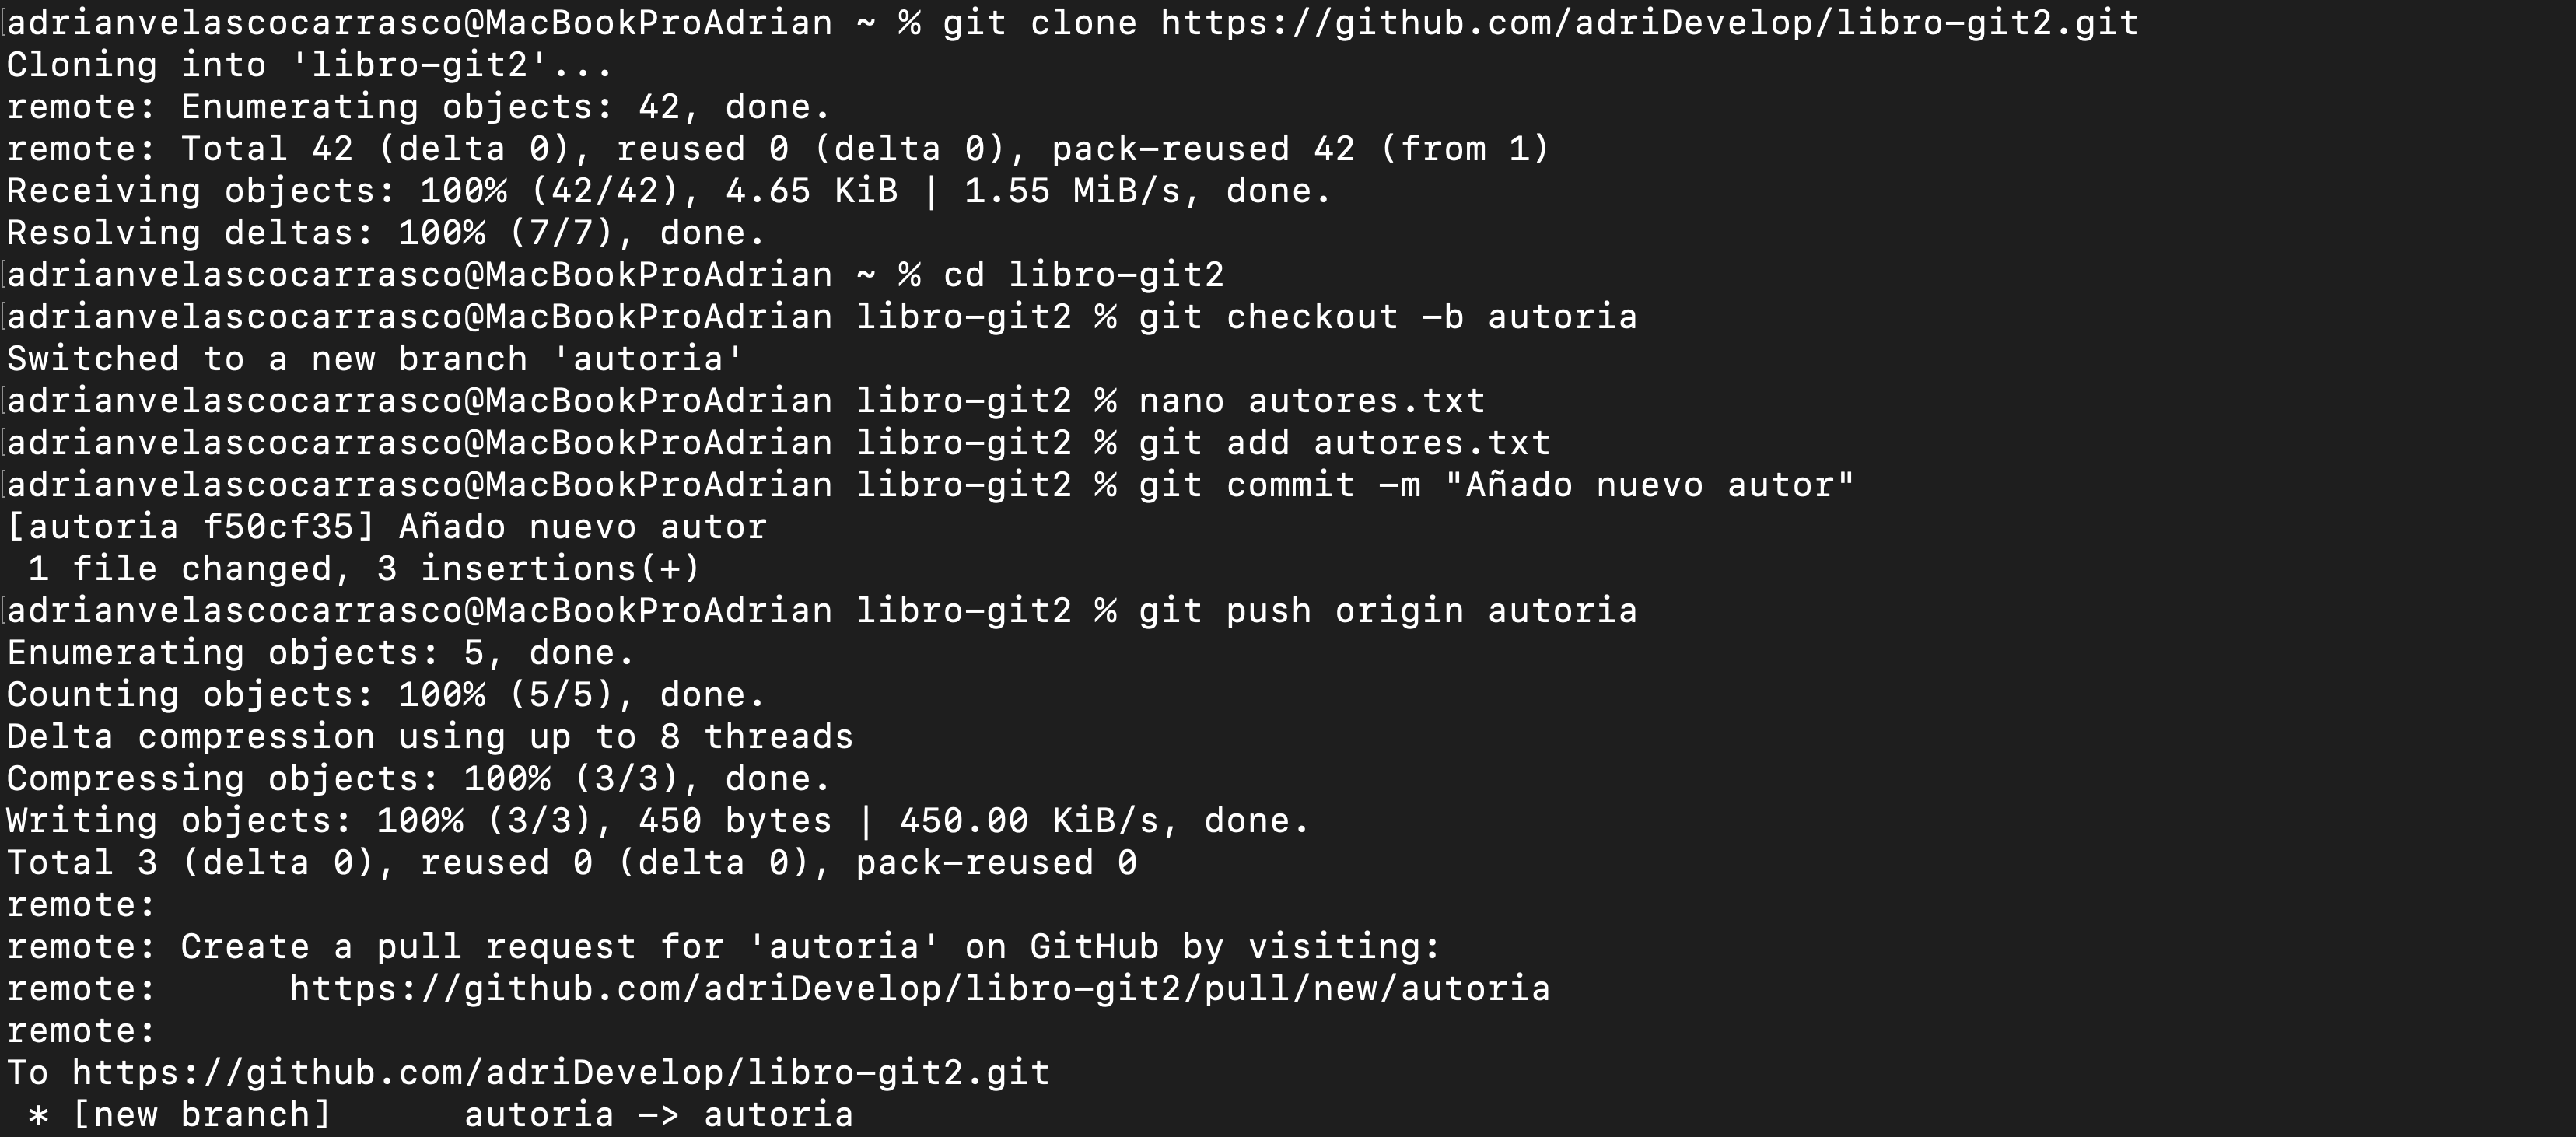 adrianvelascocarrasco@MacBookProAdrian ~ % git clone https://github.com/adriDevelop/libro-git2.git
Cloning into 'libro-git2'...
remote: Enumerating objects: 42, done.
remote: Total 42 (delta 0), reused 0 (delta 0), pack-reused 42 (from 1)
Receiving objects: 100% (42/42), 4.65 KiB | 1.55 MiB/s, done.
Resolving deltas: 100% (7/7), done.
adrianvelascocarrasco@MacBookProAdrian ~ % cd libro-git2
adrianvelascocarrasco@MacBookProAdrian libro-git2 % git checkout -b autoria
Switched to a new branch 'autoria'
adrianvelascocarrasco@MacBookProAdrian libro-git2 % nano autores.txt
adrianvelascocarrasco@MacBookProAdrian libro-git2 % git add autores.txt
adrianvelascocarrasco@MacBookProAdrian libro-git2 % git commit -m "Añado nuevo autor"
[autoria f50cf35] Añado nuevo autor
 1 file changed, 3 insertions(+)
adrianvelascocarrasco@MacBookProAdrian libro-git2 % git push origin autoria
Enumerating objects: 5, done.
Counting objects: 100% (5/5), done.
Delta compression using up to 8 threads
Compressing objects: 100% (3/3), done.
Writing objects: 100% (3/3), 450 bytes | 450.00 KiB/s, done.
Total 3 (delta 0), reused 0 (delta 0), pack-reused 0
remote:
remote: Create a pull request for 'autoria' on GitHub by visiting:
remote:      https://github.com/adriDevelop/libro-git2/pull/new/autoria
remote:
To https://github.com/adriDevelop/libro-git2.git
 * [new branch]      autoria -> autoria